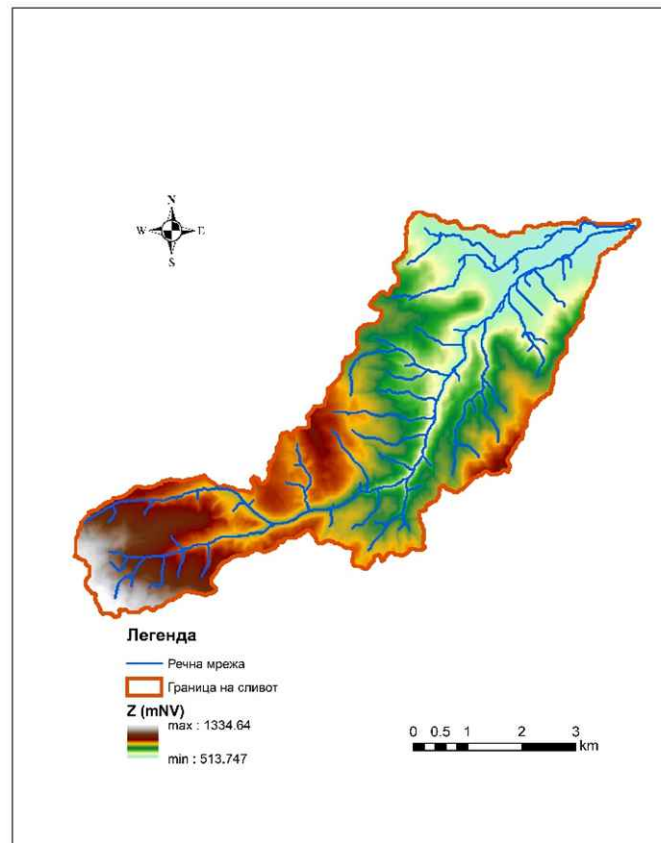 N
W E
S
Легенда
Речна мрежа
Граница на сливот
Z (mNV)
max : 1334.64
min : 513.747
0 0.5 1 2 3
km